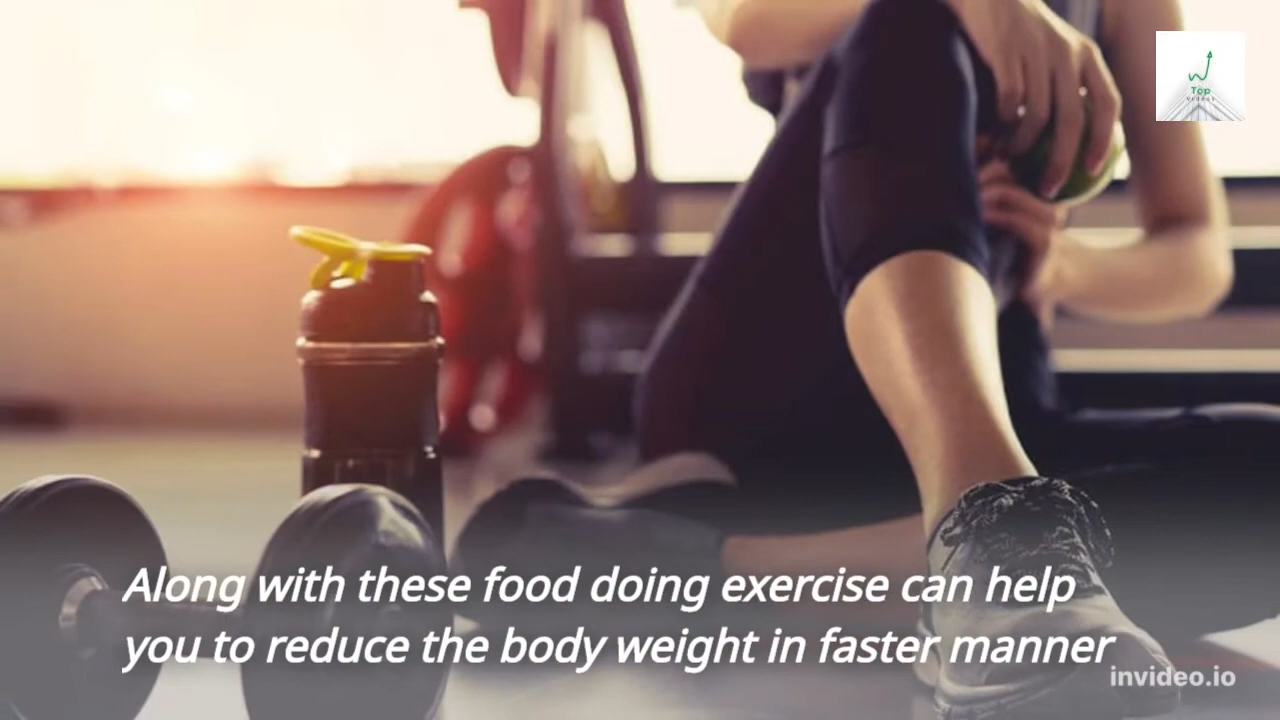 Top
Videos
Along with these food doing exercise can help
you to reduce the body weight in faster manner
invideo.io